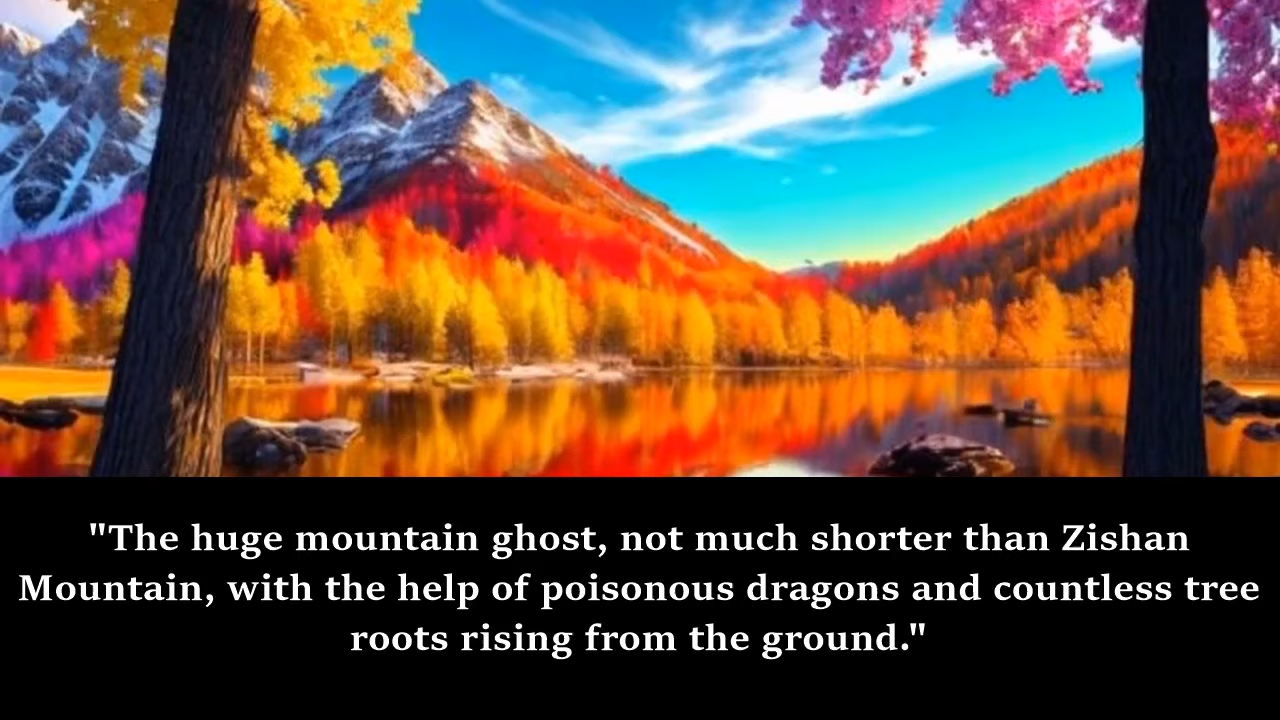 "The huge mountain ghost, not much shorter than Zishan
Mountain, with the help of poisonous dragons and countless tree
roots rising from the ground."